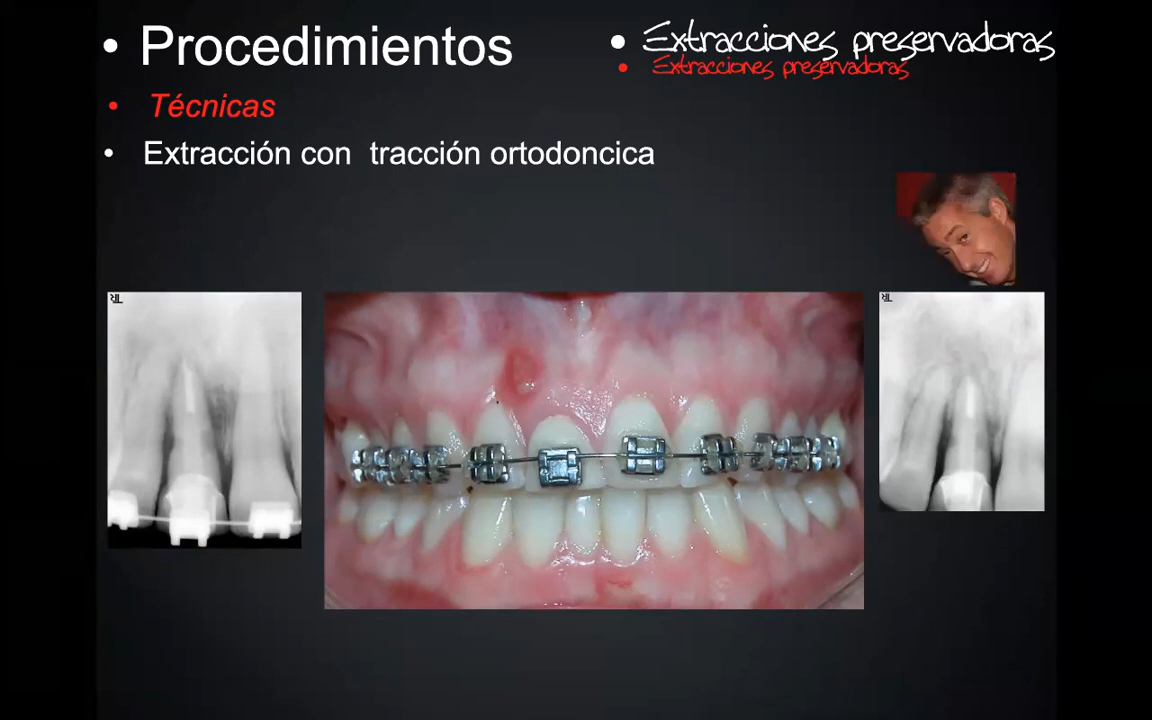 • Procedimientos
• Extracciones preservadoras
• Extracciones preservadoras
• Técnicas
• Extracción con tracción ortodoncica